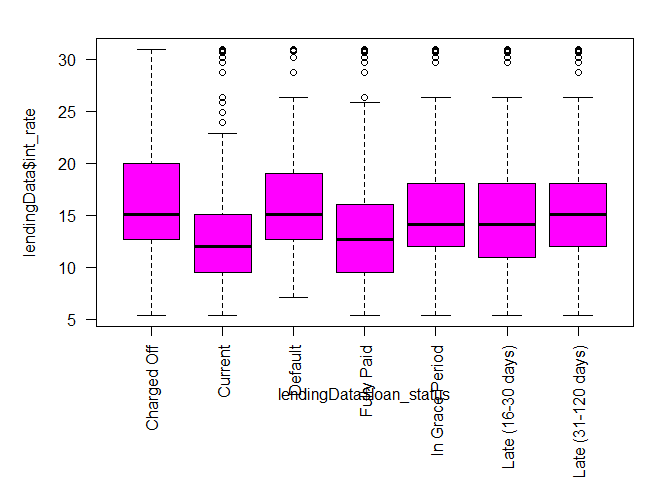 lendingData$int_rate
30
25
20
15
10
5
Charged Off
Current
Default
Fully Paid
In Grace Period
Late (16-30 days)
Late (31-120 days)
lendingData$loan_status